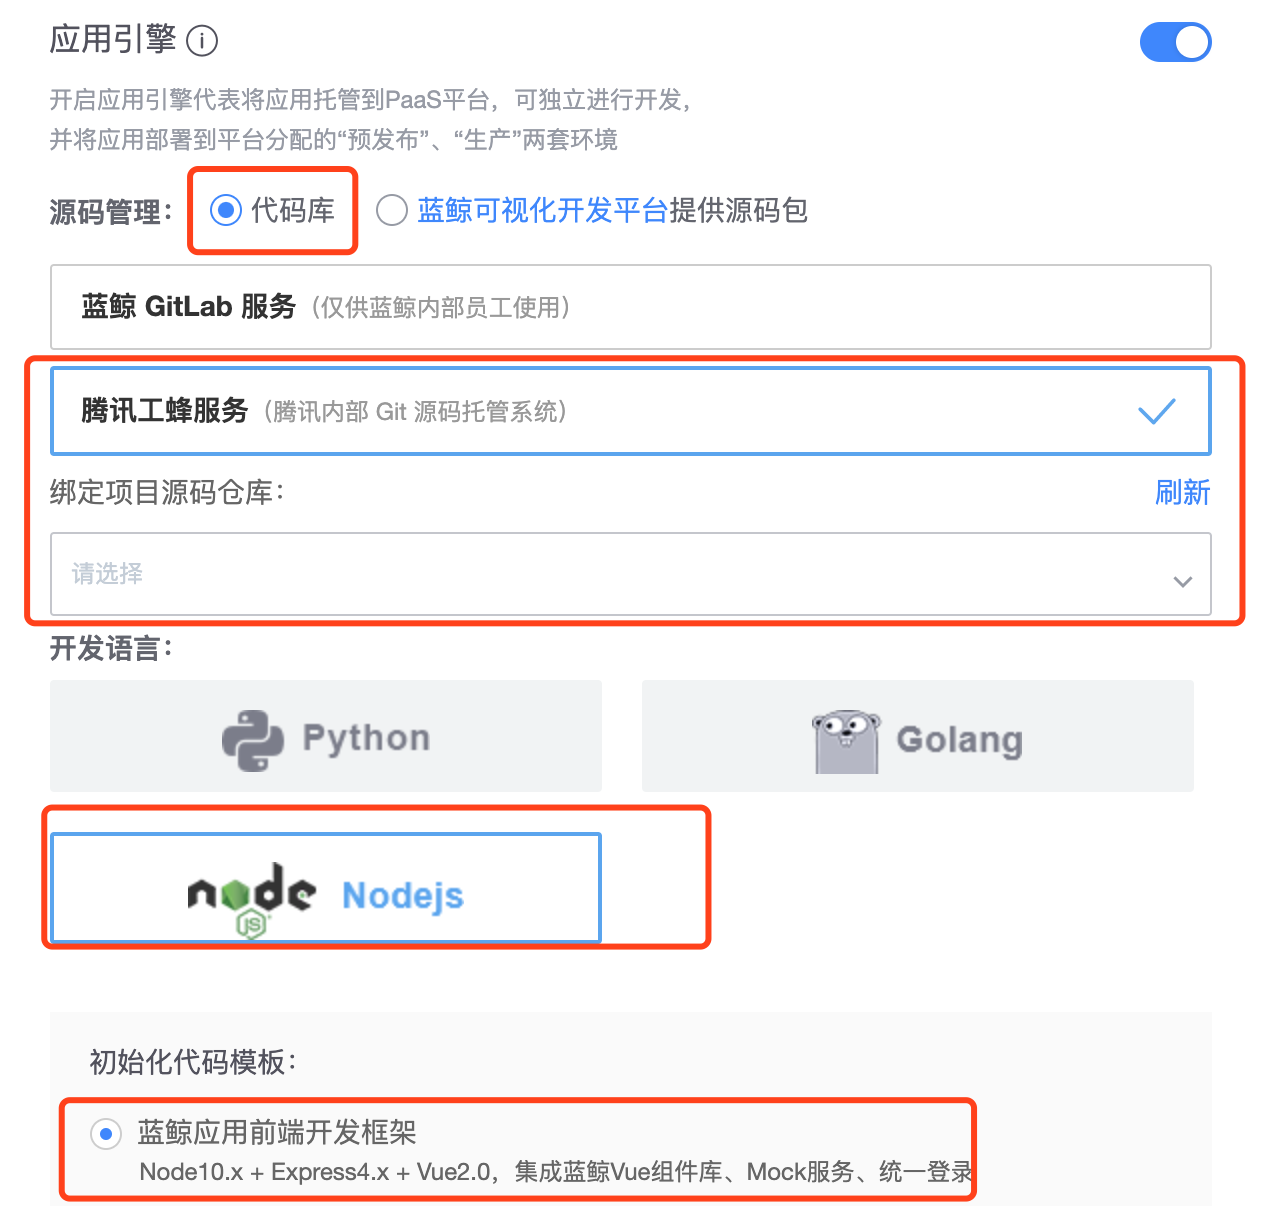 应用引擎
开启应用引擎代表将应用托管到PaaS平台，可独立进行开发，
并将应用部署到平台分配的“预发布”、“生产”两套环境
源码管理： 代码库 蓝鲸可视化开发平台提供源码包
蓝鲸 GitLab 服务（仅供蓝鲸内部员工使用）
腾讯工蜂服务（腾讯内部 Git 源码托管系统）
绑定项目源码仓库： 刷新
请选择
开发语言：
Python Golang
node JS Nodejs
初始化代码模板：
蓝鲸应用前端开发框架
Node10.x + Express4.x + Vue2.0，集成蓝鲸Vue组件库、Mock服务、统一登录